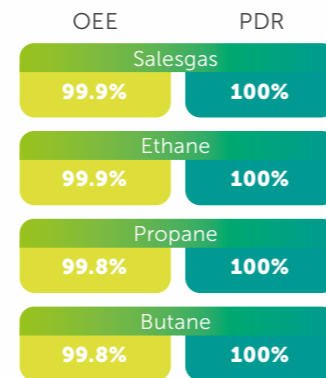 OEE PDR
Salesgas
99.9% 100%
Ethane
99.9% 100%
Propane
99.8% 100%
Butane
99.8% 100%